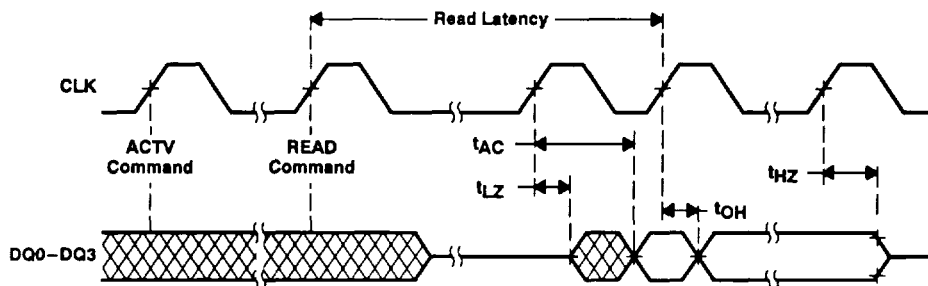 Read Latency
CLK
ACTV
Command
READ
Command
tAC
tLZ
tHZ
tOH
DQ0–DQ3